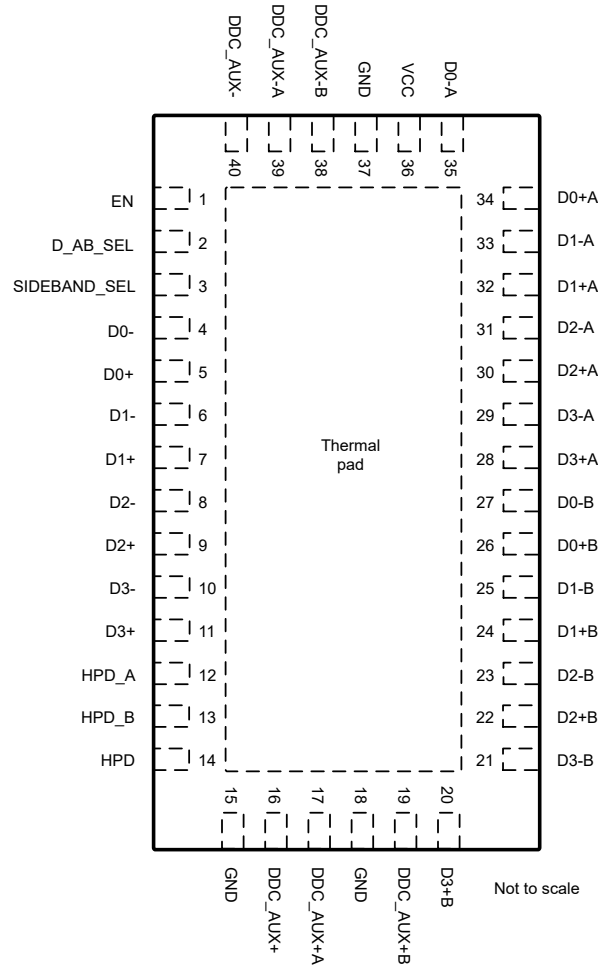 DDC_AUX-
DDC_AUX-A
DDC_AUX-B
GND
VCC
D0-A
40
39
38
37
36
35
EN 1
D_AB_SEL 2
SIDEBAND_SEL 3
D0- 4
D0+ 5
D1- 6
D1+ 7
D2- 8
D2+ 9
D3- 10
D3+ 11
HPD_A 12
HPD_B 13
HPD 14
Thermal
pad
34 D0+A
33 D1-A
32 D1+A
31 D2-A
30 D2+A
29 D3-A
28 D3+A
27 D0-B
26 D0+B
25 D1-B
24 D1+B
23 D2-B
22 D2+B
21 D3-B
15
16
17
18
19
20
GND
DDC_AUX+
DDC_AUX+A
GND
DDC_AUX+B
D3+B
Not to scale